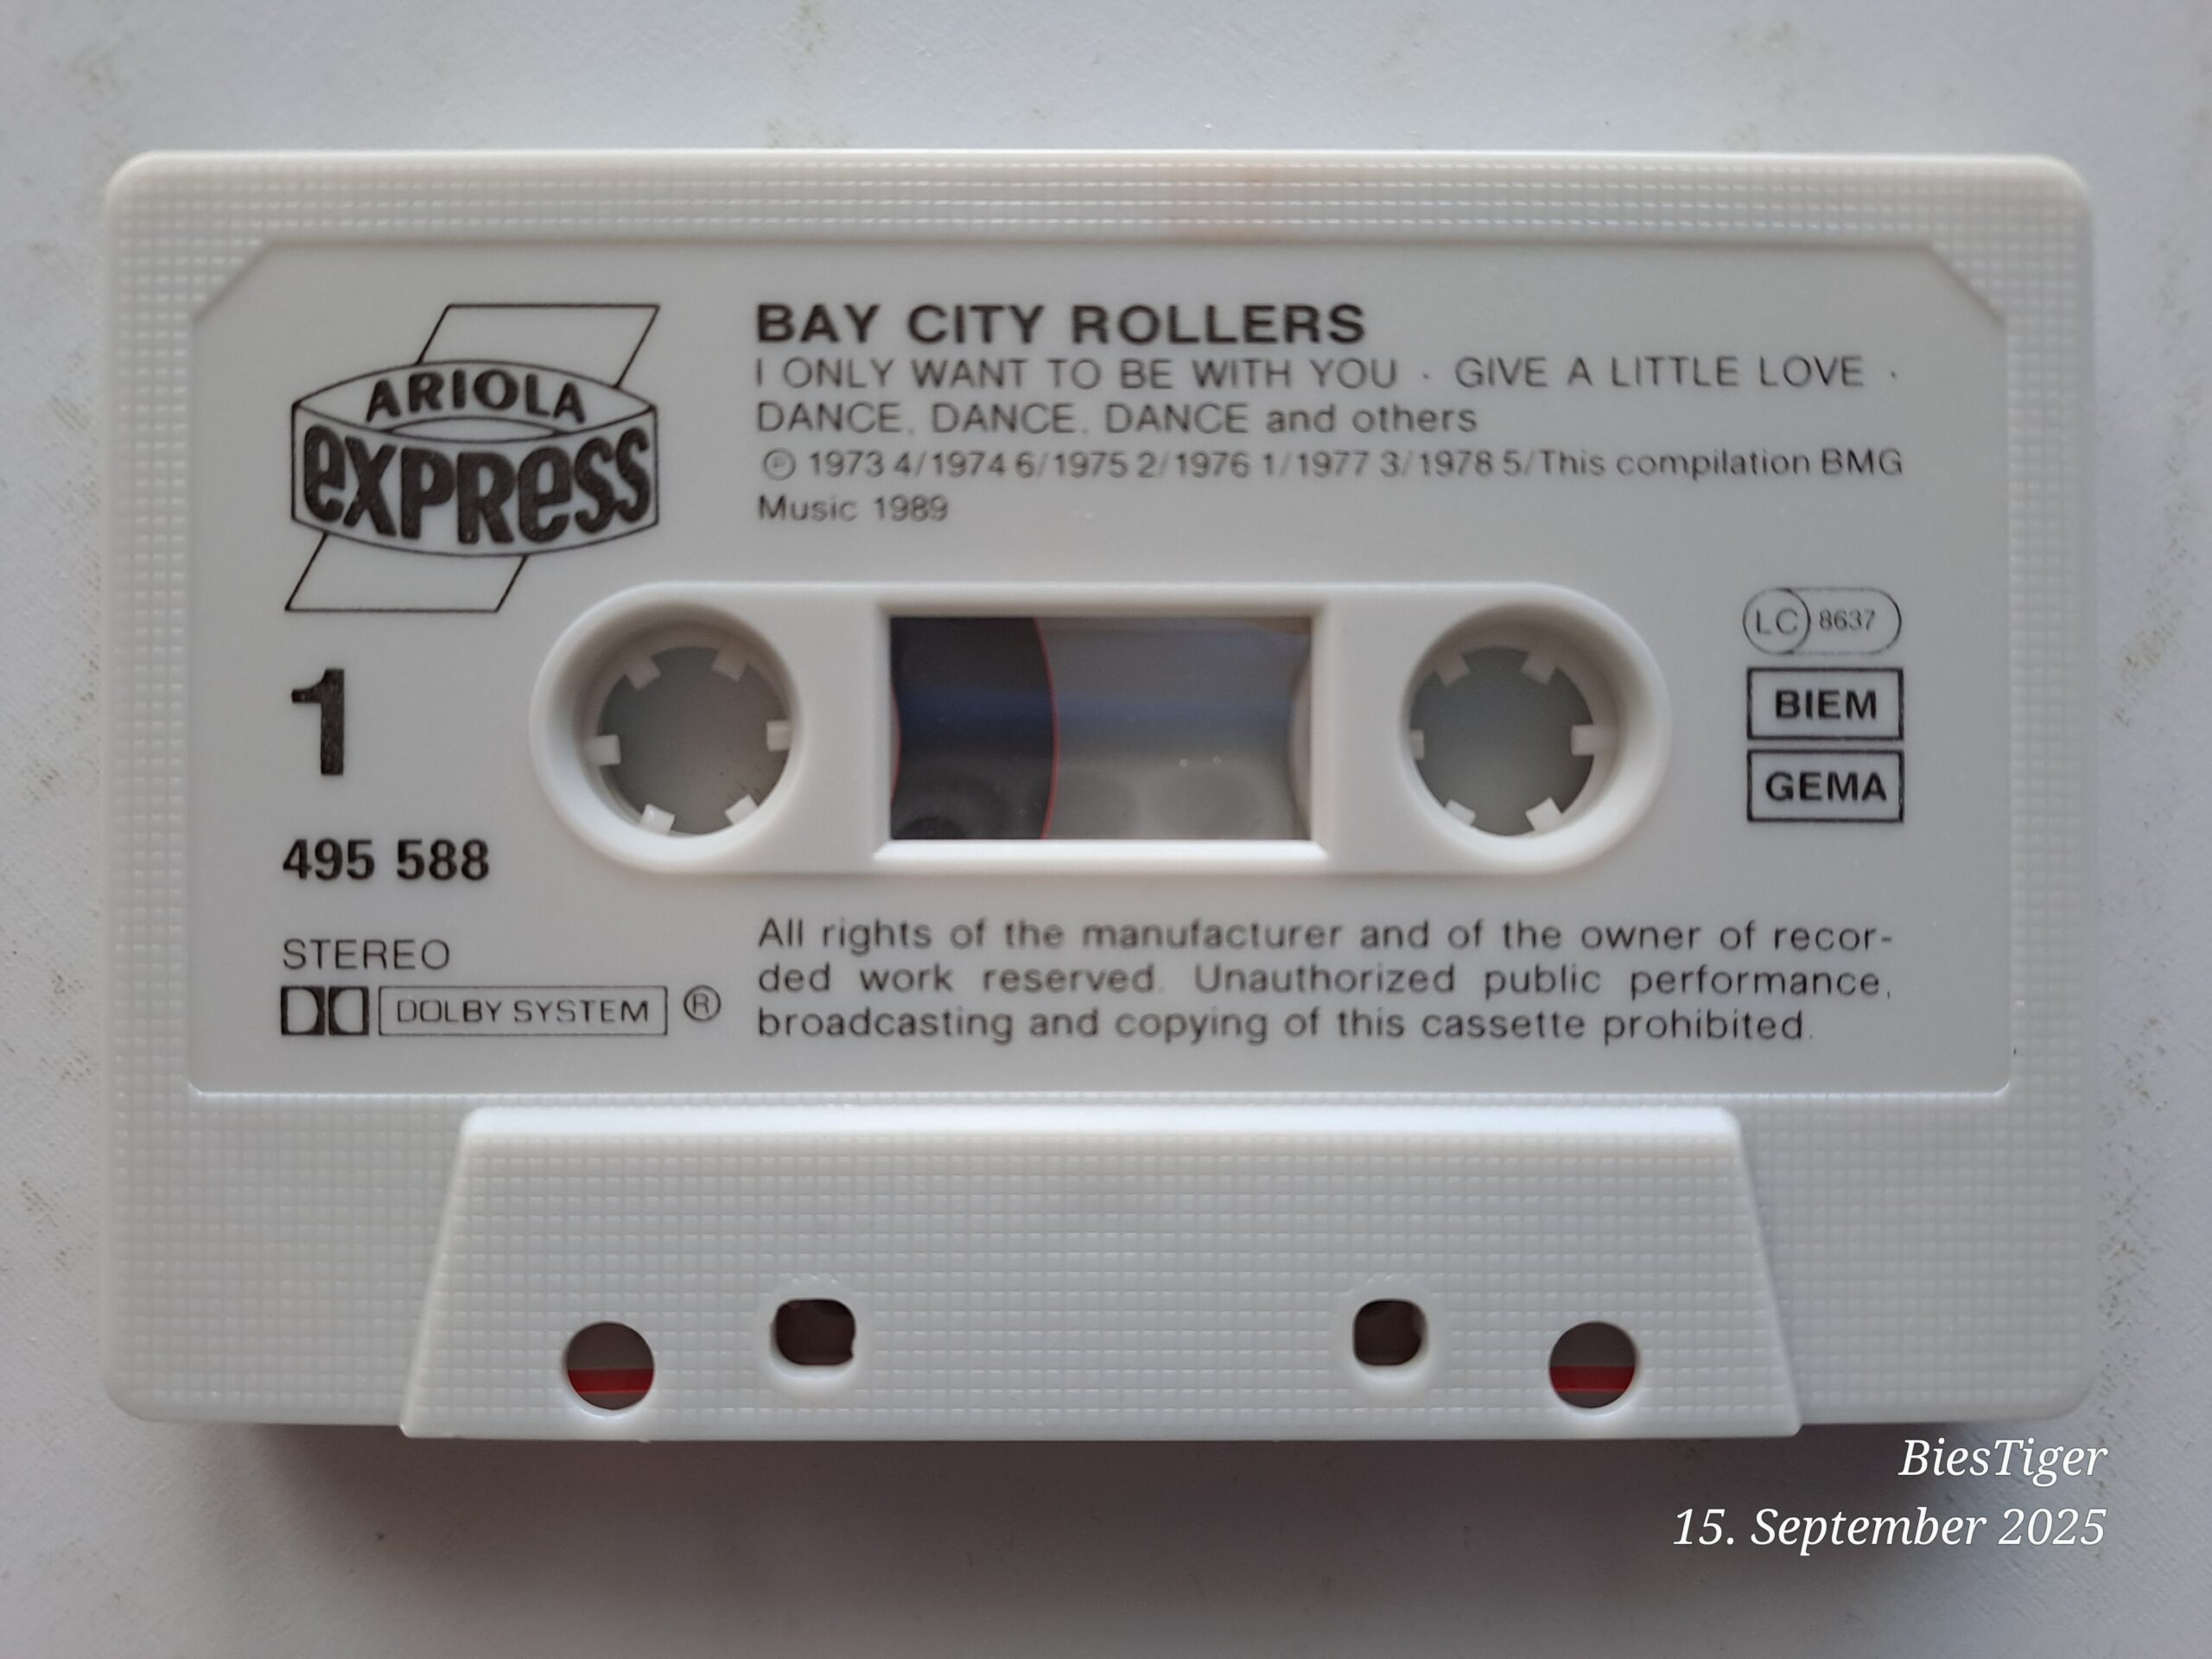 ARIOLA
express
BAY CITY ROLLERS
I ONLY WANT TO BE WITH YOU · GIVE A LITTLE LOVE ·
DANCE, DANCE, DANCE and others
Ⓟ 1973 4/1974 6/1975 2/1976 1/1977 3/1978 5/This compilation BMG
Music 1989
1
LC 8637
BIEM
GEMA
495 588
STEREO
DOLBY SYSTEM ®
All rights of the manufacturer and of the owner of recor-
ded work reserved. Unauthorized public performance,
broadcasting and copying of this cassette prohibited.
BiesTiger
15. September 2025